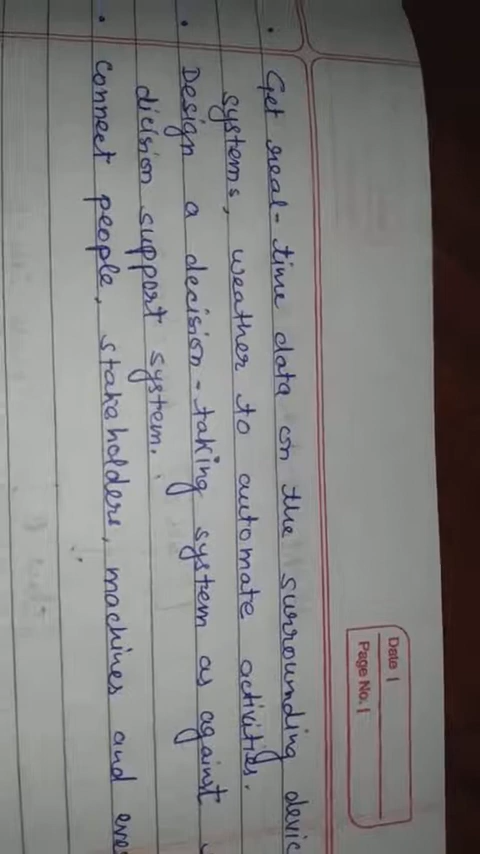 Date |
Page No. |
• Get real-time data on the surrounding devic
systems, weather to automate activities.
• Design a decision-taking system as against
dicision support system.
• Connect people, stakeholders, machines and eve